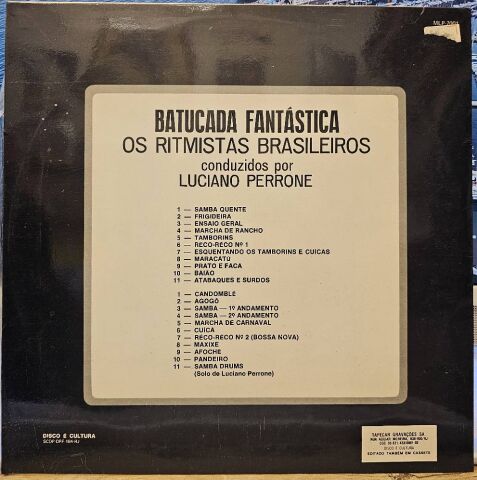 BATUCADA FANTÁSTICA
OS RITMISTAS BRASILEIROS
conduzidos por
LUCIANO PERRONE
1 — SAMBA QUENTE
2 — FRIGIDEIRA
3 — ENSAIO GERAL
4 — MARCHA DE RANCHO
5 — TAMBORINS
6 — RECO-RECO Nº 1
7 — ESQUENTANDO OS TAMBORINS E CUICAS
8 — MARACATÚ
9 — PRATO E FACA
10 — BAIÃO
11 — ATABAQUES E SURDOS
1 — CANDOMBLÉ
2 — AGOGÔ
3 — SAMBA — 1º ANDAMENTO
4 — SAMBA — 2º ANDAMENTO
5 — MARCHA DE CARNAVAL
6 — CUICA
7 — RECO-RECO Nº 2 (BOSSA NOVA)
8 — MAXIXE
9 — AFOCHE
10 — PANDEIRO
11 — SAMBA DRUMS
(Solo de Luciano Perrone)
DISCO É CULTURA
TAPECAR GRAVAÇÕES SA
DISCO É CULTURA
EDITADO TAMBÉM EM CASSETE